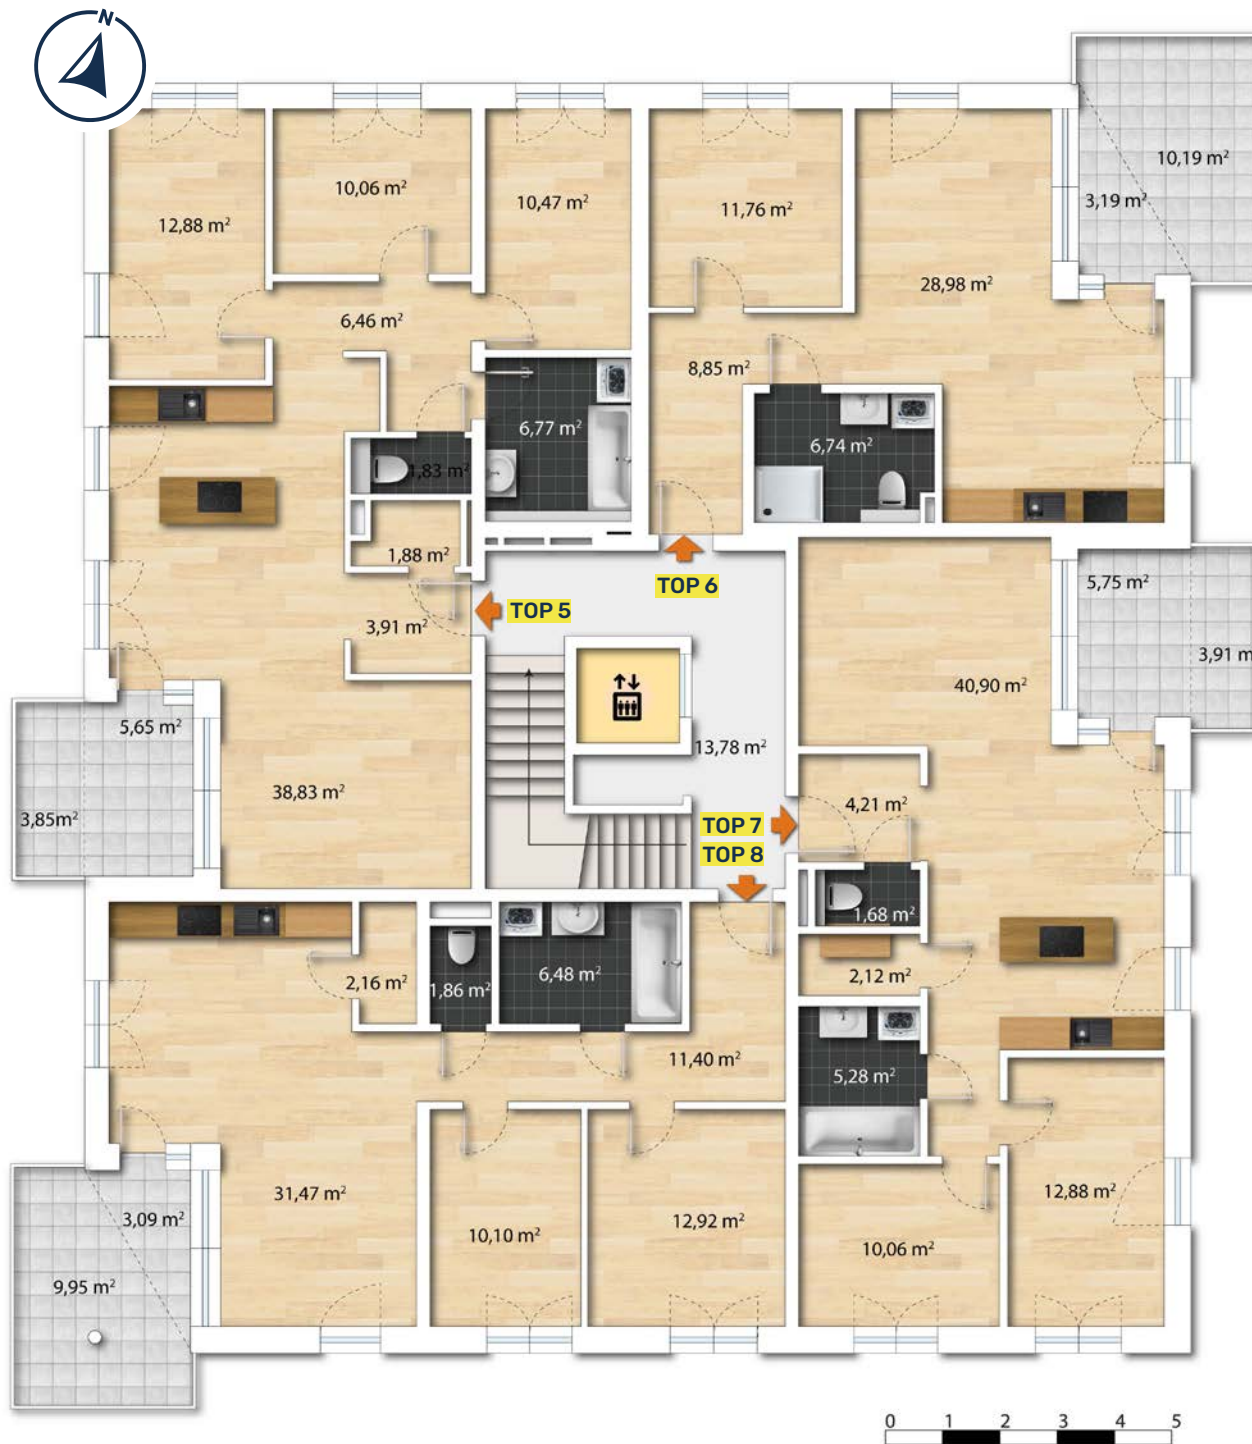 N
10,19 m²
10,06 m²
10,47 m²
11,76 m²
3,19 m²
12,88 m²
28,98 m²
6,46 m²
8,85 m²
6,77 m²
6,74 m²
1,83 m²
1,88 m²
TOP 6
5,75 m²
TOP 5
3,91 m²
3,91 m
40,90 m²
5,65 m²
13,78 m²
38,83 m²
4,21 m²
3,85m²
TOP 7
TOP 8
1,68 m²
6,48 m²
2,12 m²
2,16 m²
1,86 m²
11,40 m²
5,28 m²
31,47 m²
12,88 m²
3,09 m²
12,92 m²
10,10 m²
10,06 m²
9,95 m²
0 1 2 3 4 5